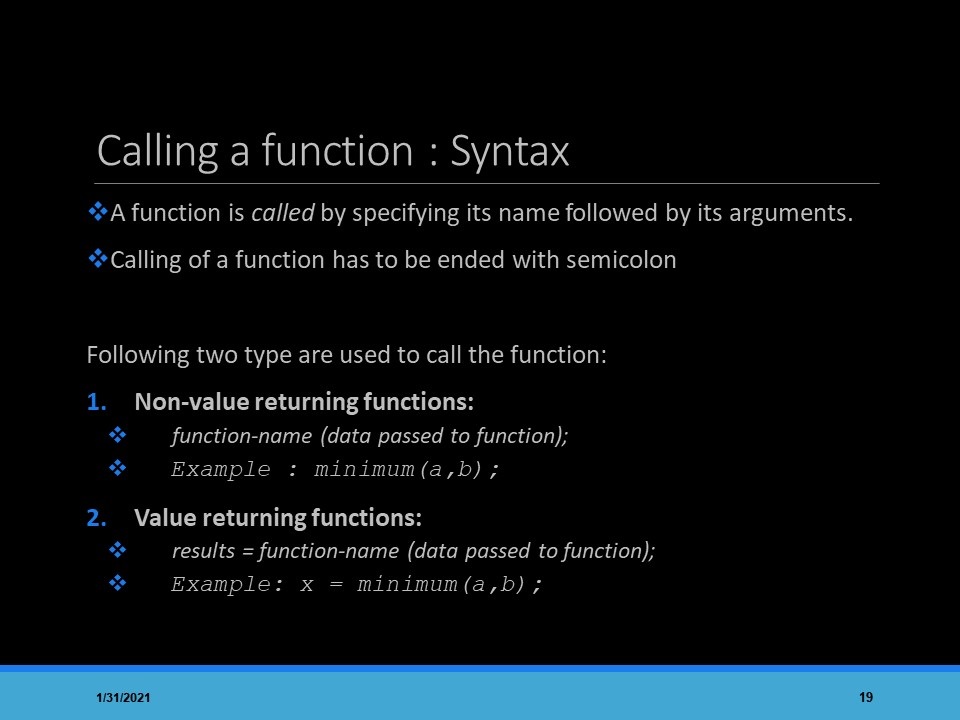 Calling a function : Syntax
❖A function is called by specifying its name followed by its arguments.
❖Calling of a function has to be ended with semicolon
Following two type are used to call the function:
1. Non-value returning functions:
❖ function-name (data passed to function);
❖ Example : minimum(a,b);
2. Value returning functions:
❖ results = function-name (data passed to function);
❖ Example: x = minimum(a,b);
1/31/2021 19